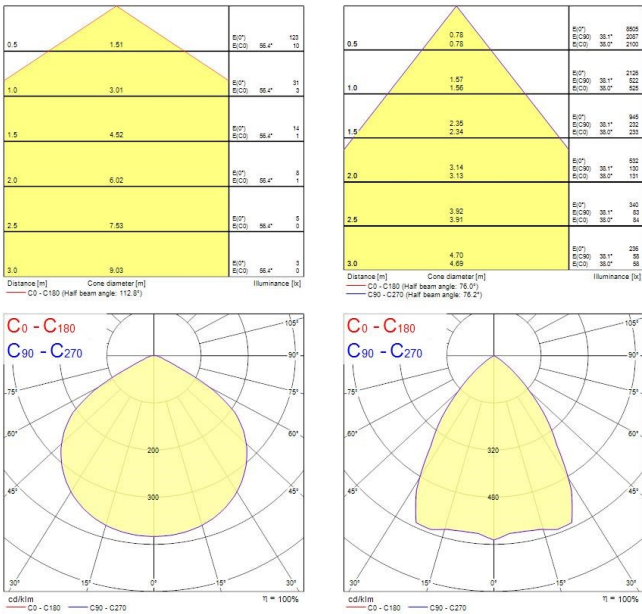 0.5 1.51 E(0°) 123
E(C0) 56.4° 10
1.0 3.01 E(0°) 31
E(C0) 56.4° 3
1.5 4.52 E(0°) 14
E(C0) 56.4° 1
2.0 6.02 E(0°) 8
E(C0) 56.4° 1
2.5 7.53 E(0°) 5
E(C0) 56.4° 0
3.0 9.03 E(0°) 3
E(C0) 56.4° 0
Distance [m] Cone diameter [m] Illuminance [lx]
C0 - C180 (Half beam angle: 112.8°)
0.5 0.78 E(0°) 8505
0.78 E(C90) 38.1° 2087
E(C0) 38.0° 2100
1.0 1.57 E(0°) 2126
1.56 E(C90) 38.1° 522
E(C0) 38.0° 525
1.5 2.35 E(0°) 945
2.34 E(C90) 38.1° 232
E(C0) 38.0° 233
2.0 3.14 E(0°) 532
3.13 E(C90) 38.1° 130
E(C0) 38.0° 131
2.5 3.92 E(0°) 340
3.91 E(C90) 38.1° 83
E(C0) 38.0° 84
3.0 4.70 E(0°) 236
4.69 E(C90) 38.1° 58
E(C0) 38.0° 58
Distance [m] Cone diameter [m] Illuminance [lx]
C0 - C180 (Half beam angle: 76.0°)
C90 - C270 (Half beam angle: 76.2°)
C0 - C180
C90 - C270
105°
90°
75° 75°
60° 60°
200
45° 45°
300
30° 15° 0° 15° 30°
cd/klm η = 100%
C0 - C180 C90 - C270
C0 - C180
C90 - C270
105°
90°
75° 75°
60° 60°
320
45° 45°
480
30° 15° 0° 15° 30°
cd/klm η = 100%
C0 - C180 C90 - C270